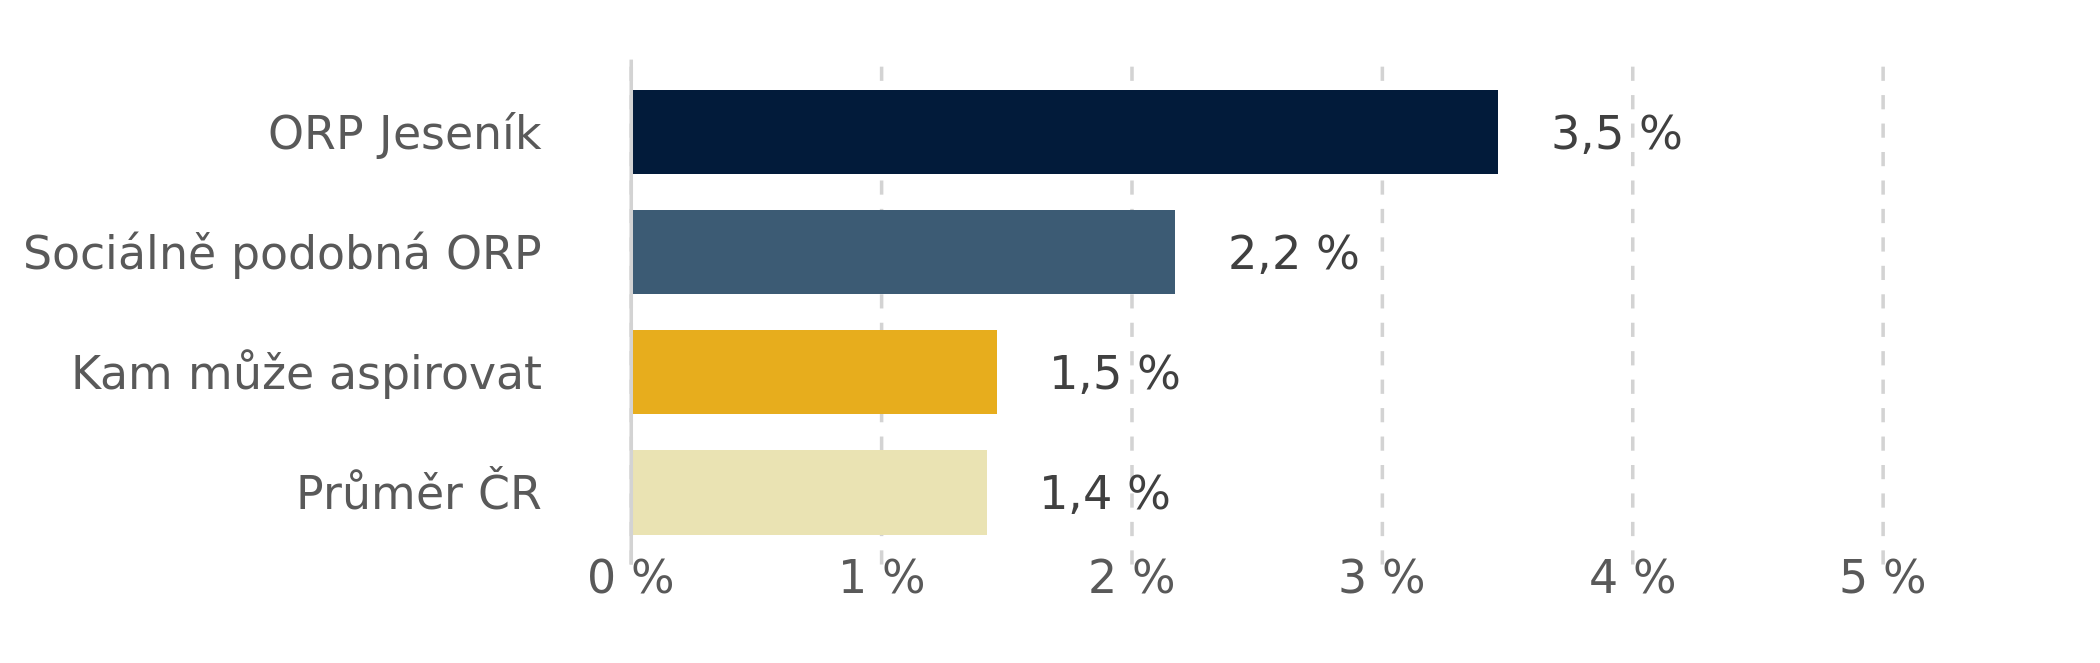 ORP Jeseník 3,5 %
Sociálně podobná ORP 2,2 %
Kam může aspirovat 1,5 %
Průměr ČR 1,4 %
0 % 1 % 2 % 3 % 4 % 5 %